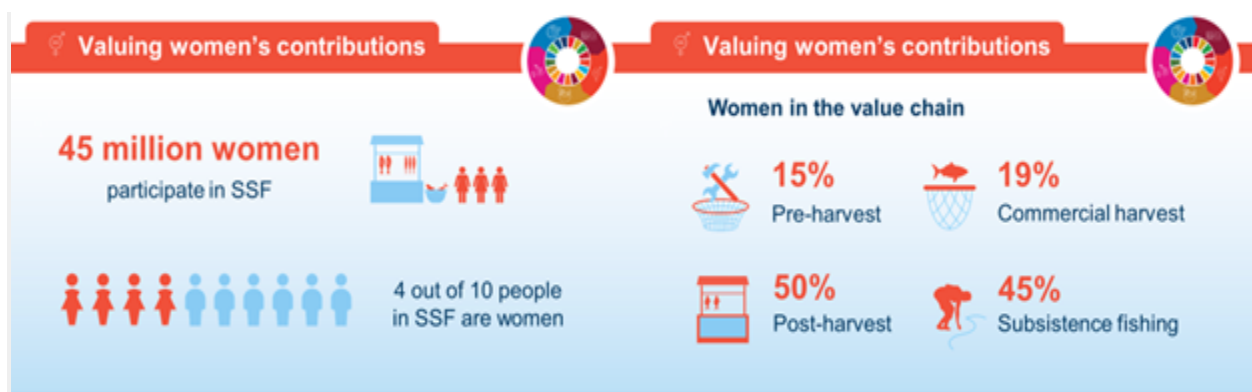 Valuing women's contributions
45 million women
participate in SSF
4 out of 10 people
in SSF are women
Valuing women's contributions
Women in the value chain
15%
Pre-harvest
19%
Commercial harvest
50%
Post-harvest
45%
Subsistence fishing